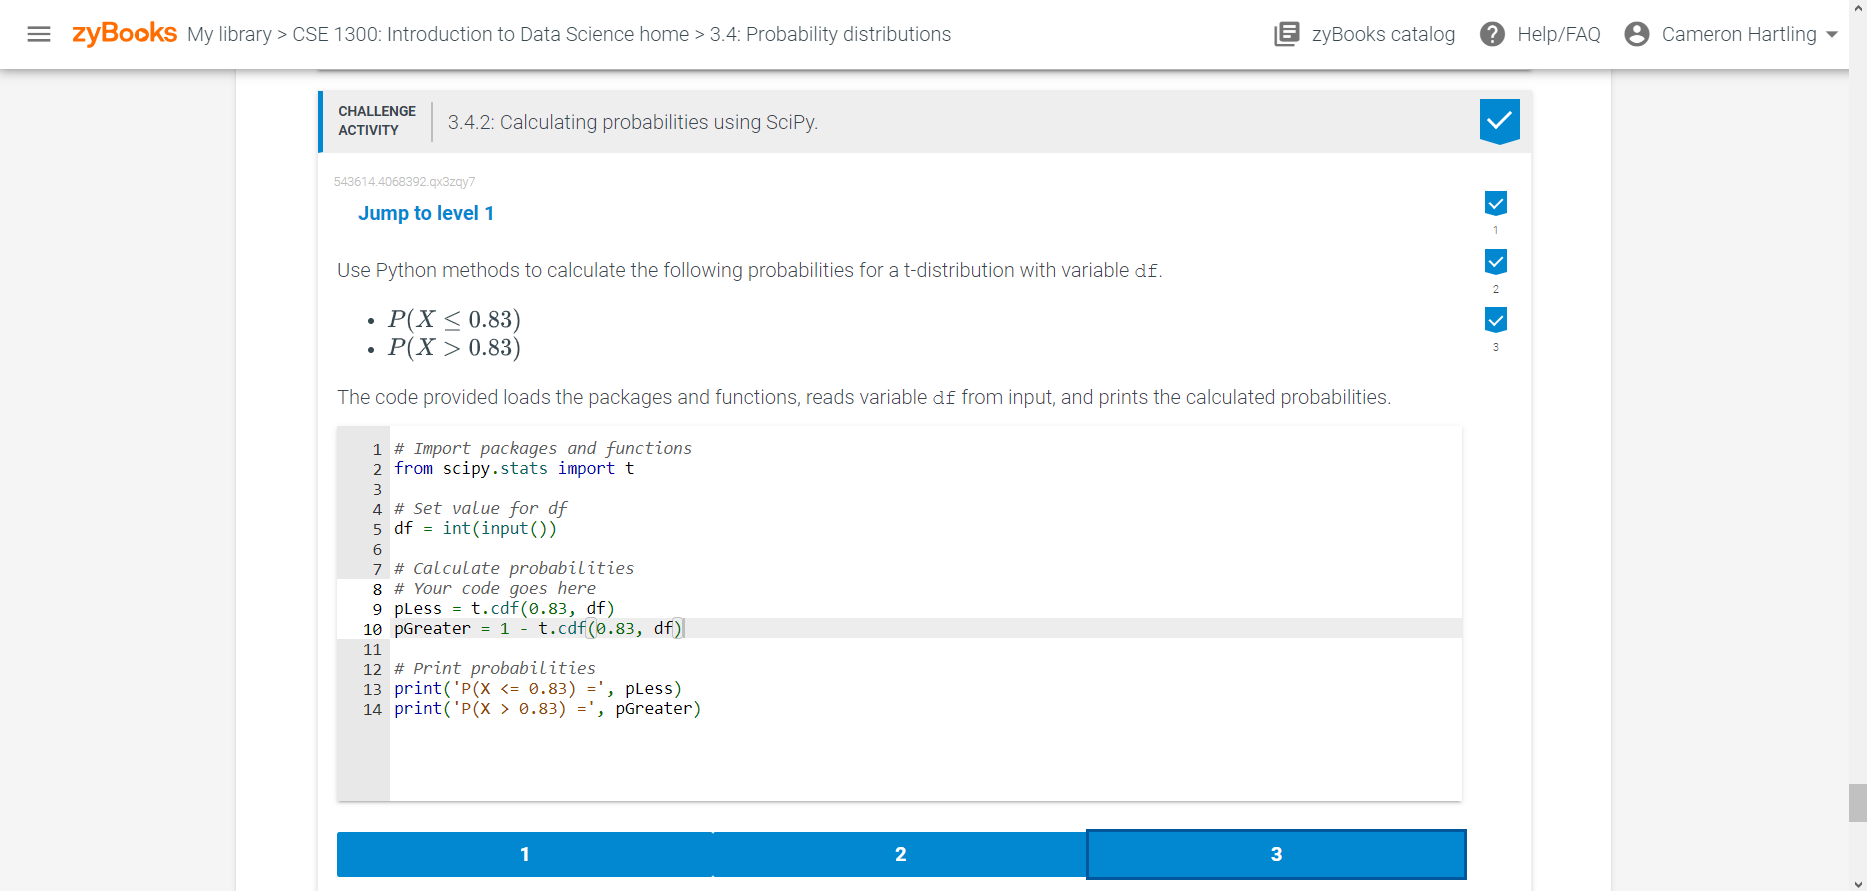 zyBooks My library > CSE 1300: Introduction to Data Science home > 3.4: Probability distributions zyBooks catalog ? Help/FAQ Cameron Hartling
CHALLENGE ACTIVITY 3.4.2: Calculating probabilities using SciPy.
543614.4068392.qx3zqy7
Jump to level 1
1
Use Python methods to calculate the following probabilities for a t-distribution with variable df.
2
• P(X ≤ 0.83)
• P(X > 0.83)
3
The code provided loads the packages and functions, reads variable df from input, and prints the calculated probabilities.
1 # Import packages and functions
2 from scipy.stats import t
3
4 # Set value for df
5 df = int(input())
6
7 # Calculate probabilities
8 # Your code goes here
9 pLess = t.cdf(0.83, df)
10 pGreater = 1 - t.cdf(0.83, df)
11
12 # Print probabilities
13 print('P(X <= 0.83) =', pLess)
14 print('P(X > 0.83) =', pGreater)
1 2 3